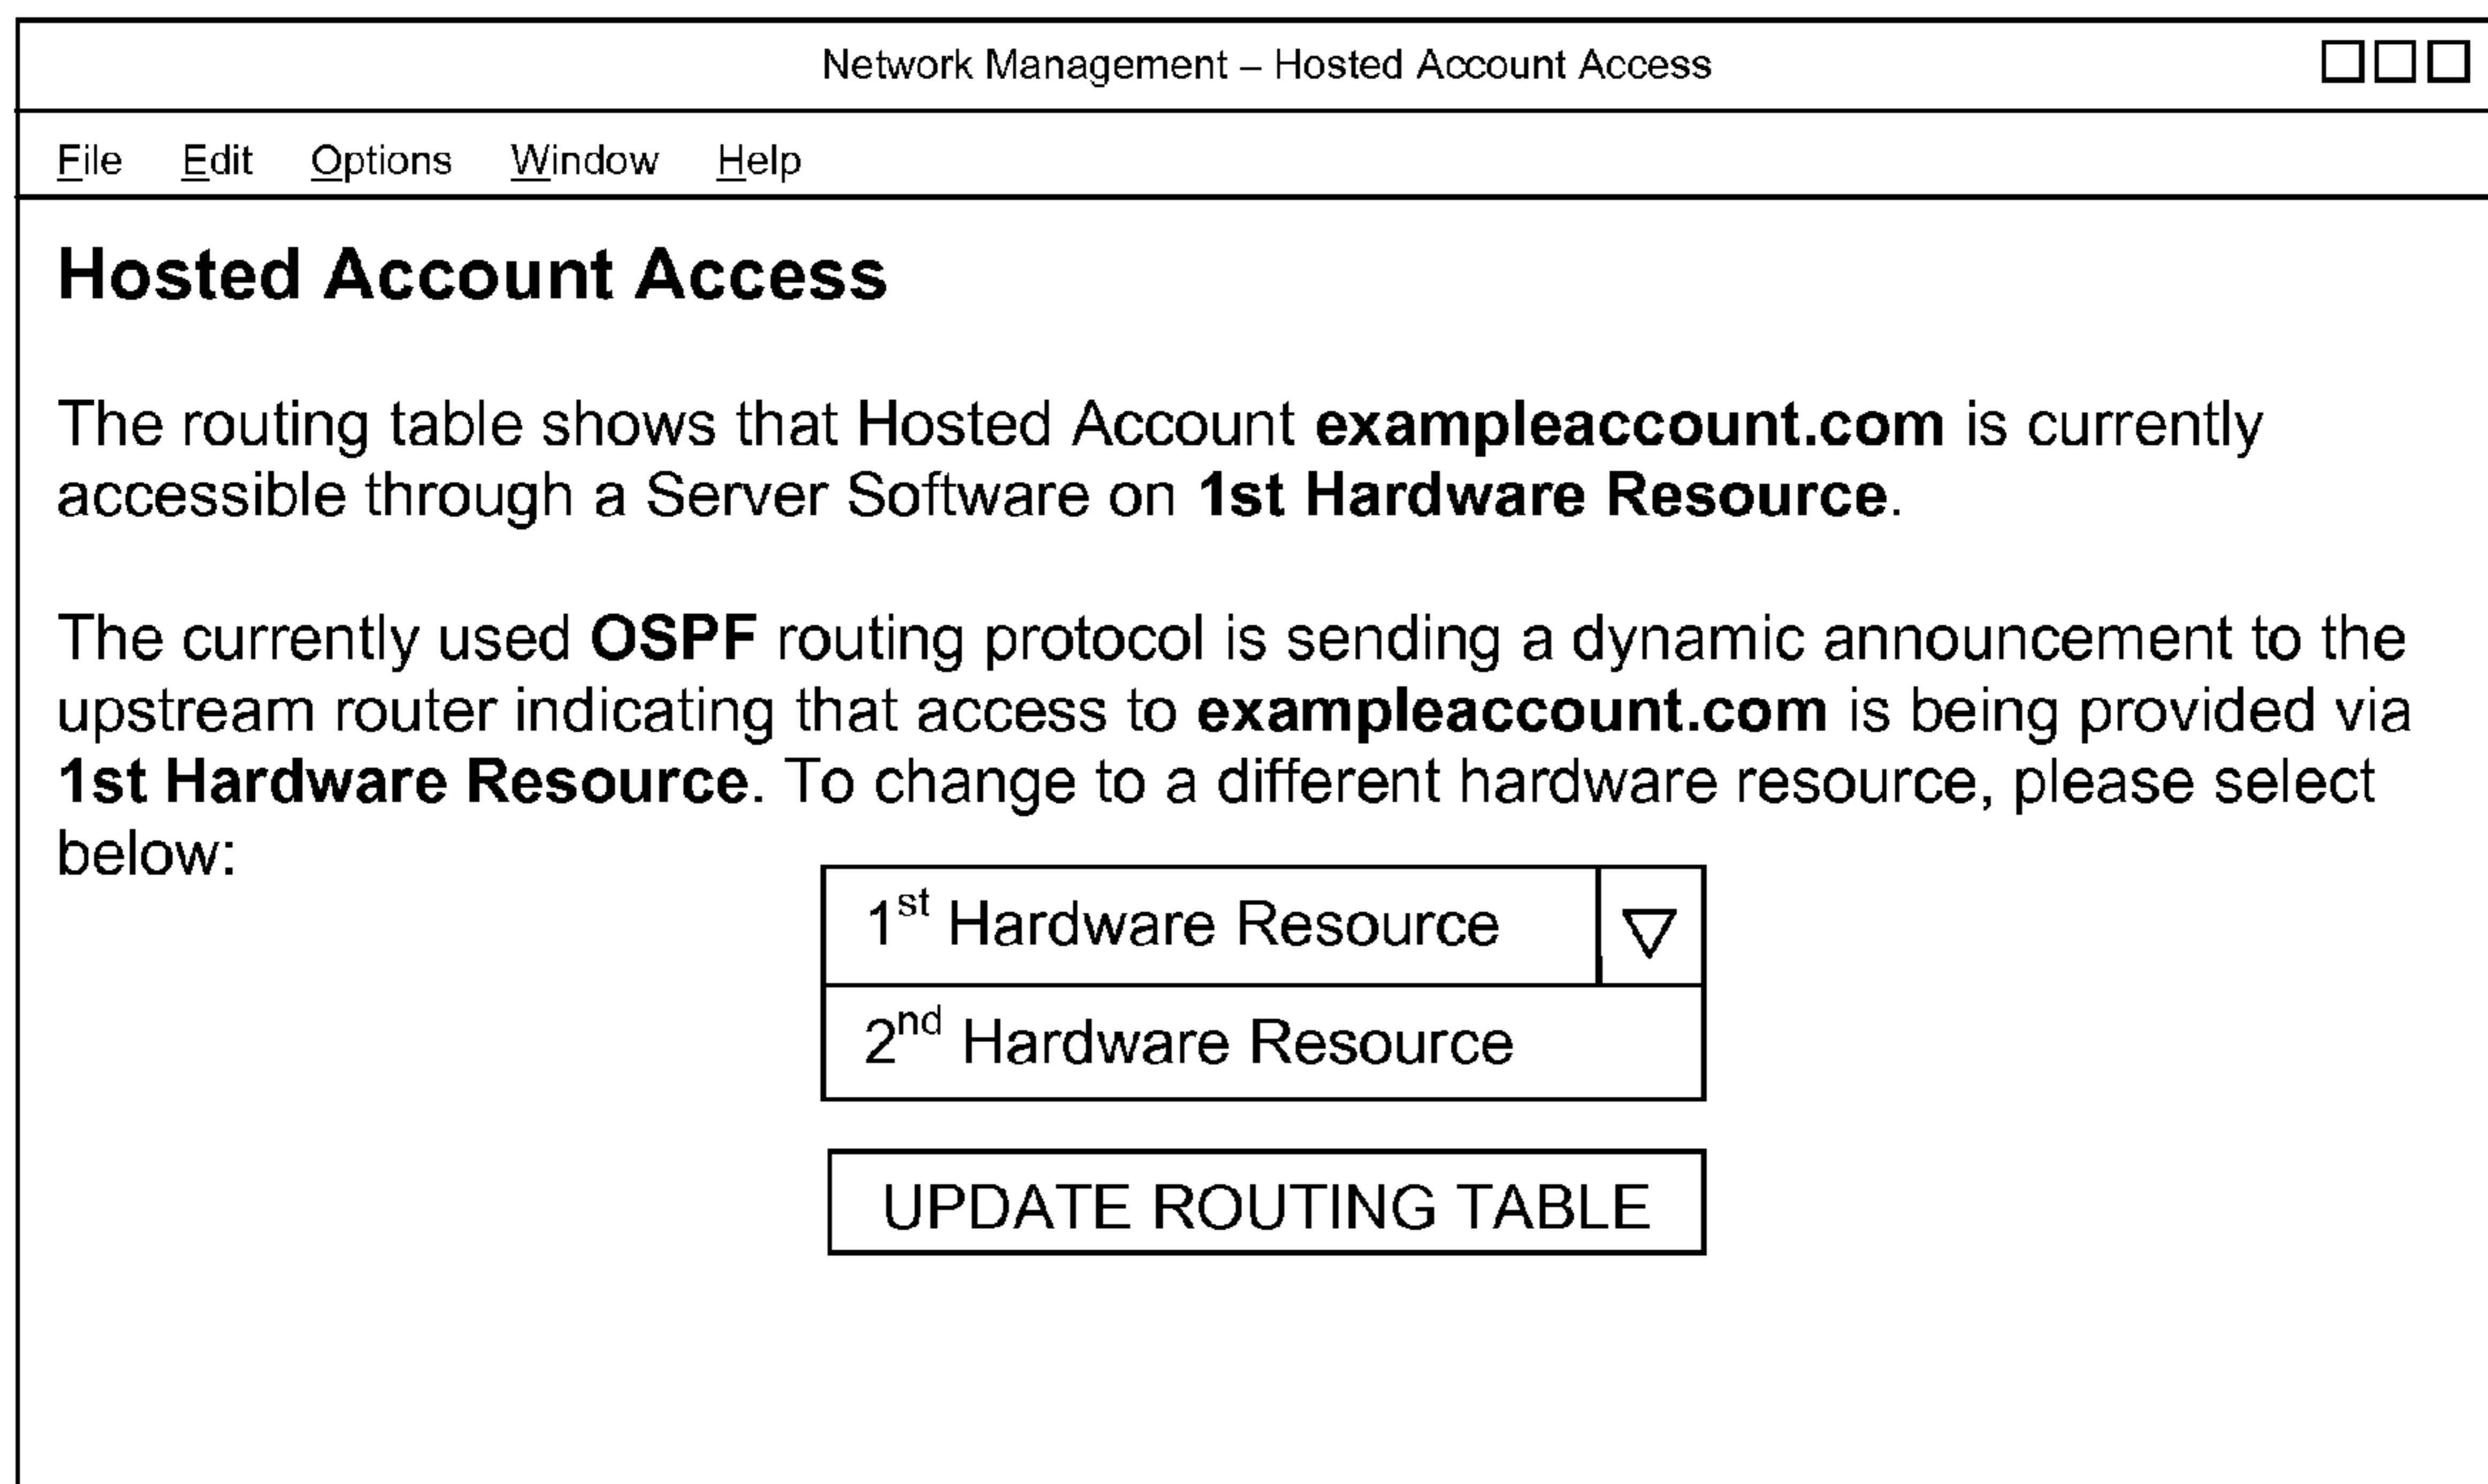 Network Management – Hosted Account Access
File Edit Options Window Help
Hosted Account Access
The routing table shows that Hosted Account exampleaccount.com is currently
accessible through a Server Software on 1st Hardware Resource.
The currently used OSPF routing protocol is sending a dynamic announcement to the
upstream router indicating that access to exampleaccount.com is being provided via
1st Hardware Resource. To change to a different hardware resource, please select
below:
1st Hardware Resource
2nd Hardware Resource
UPDATE ROUTING TABLE